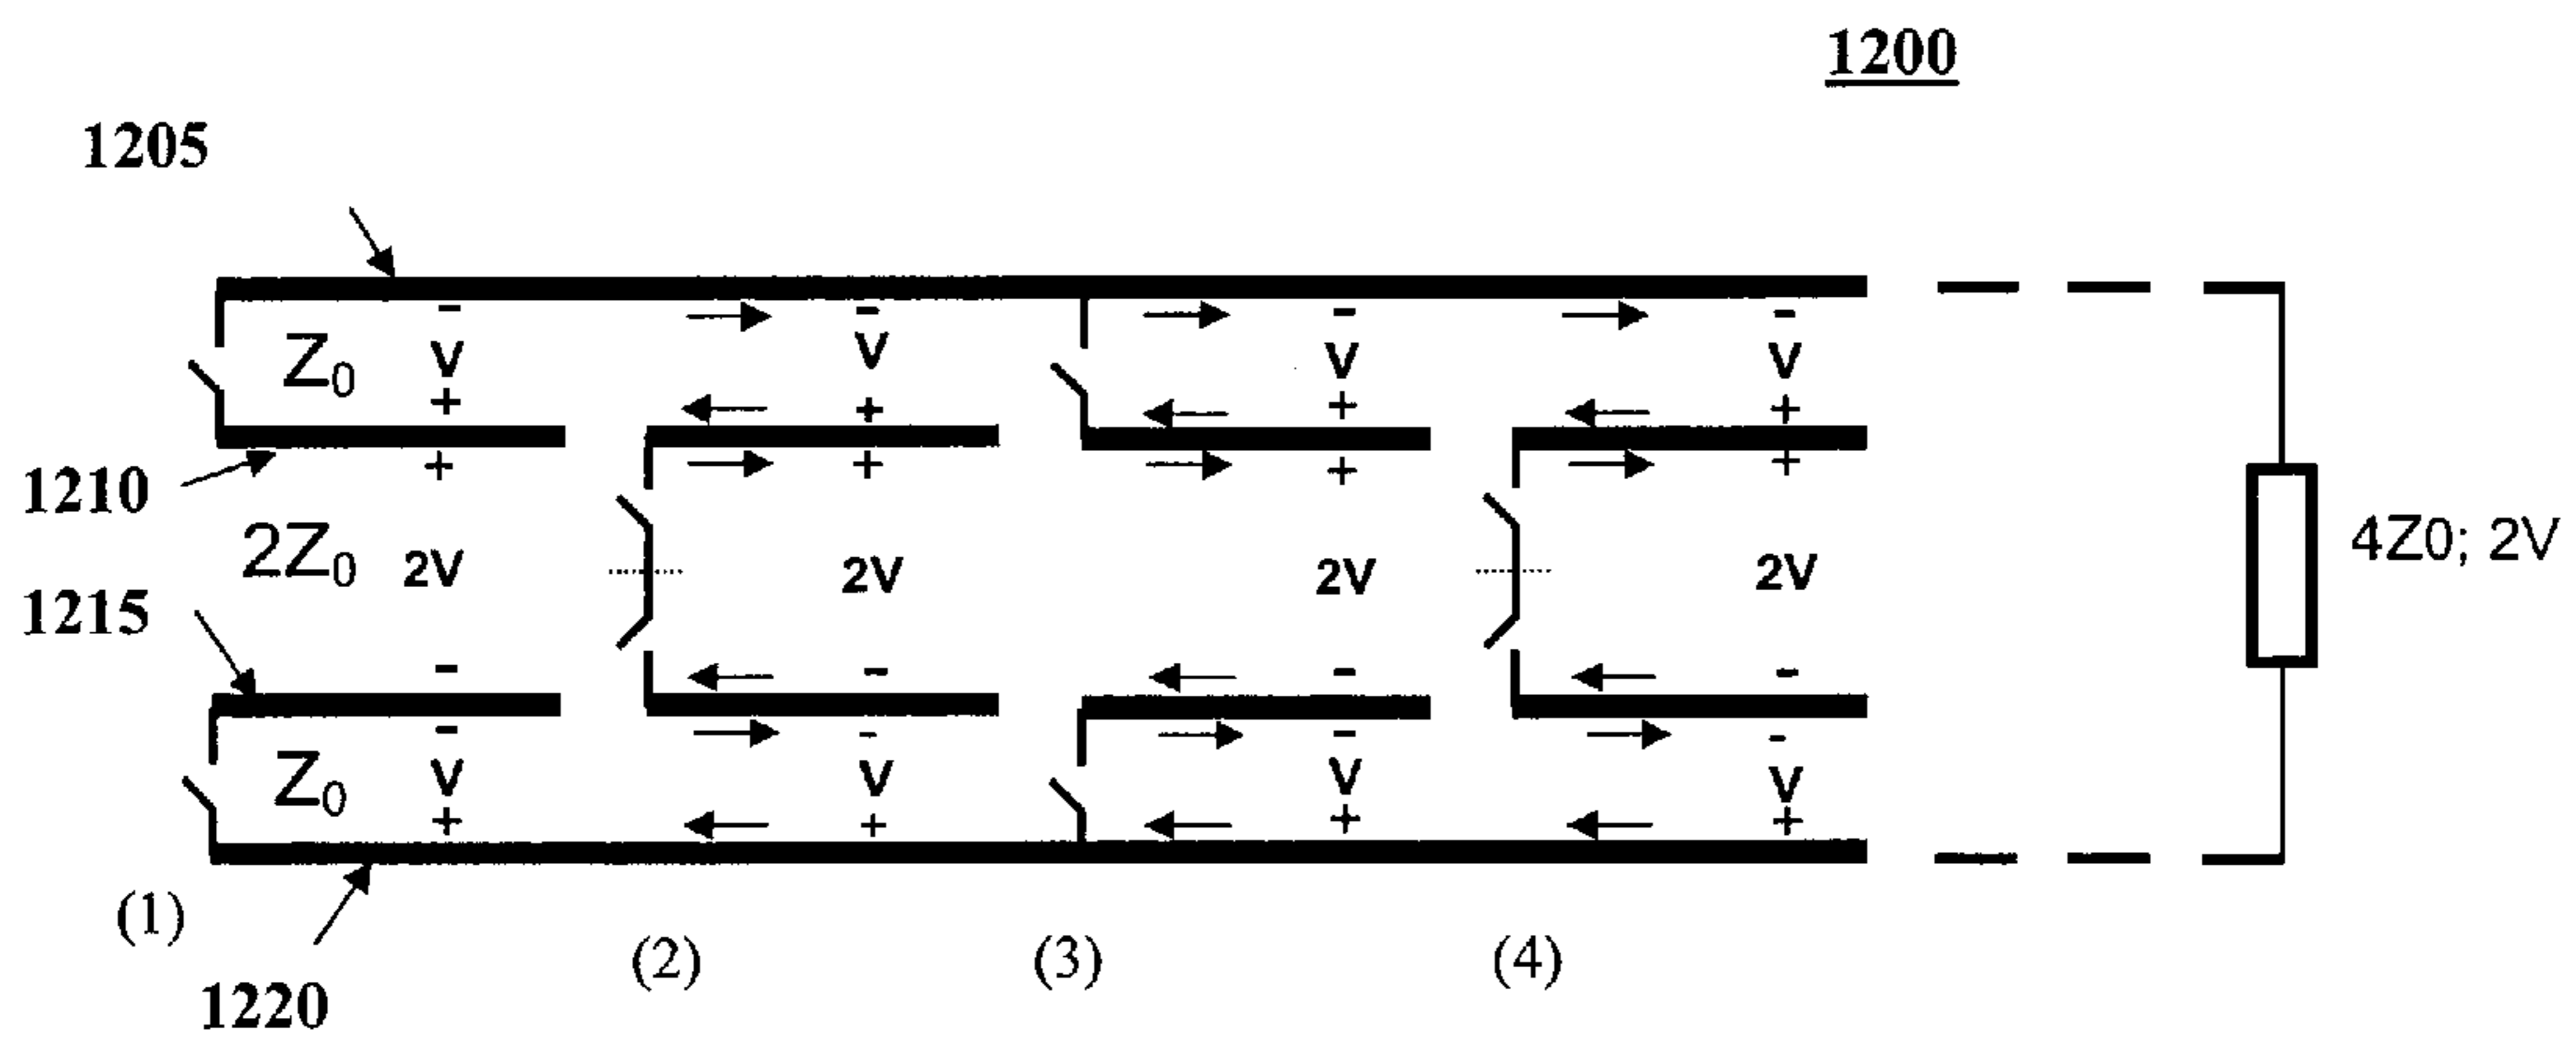 1200
1205
- - - -
Z0 V V V V
+ + + +
1210
+ + + +
2Z0 2V 2V 2V 2V
4Z0; 2V
1215
- - - -
- - - -
Z0 V V V V
+ + + +
(1) (2) (3) (4)
1220